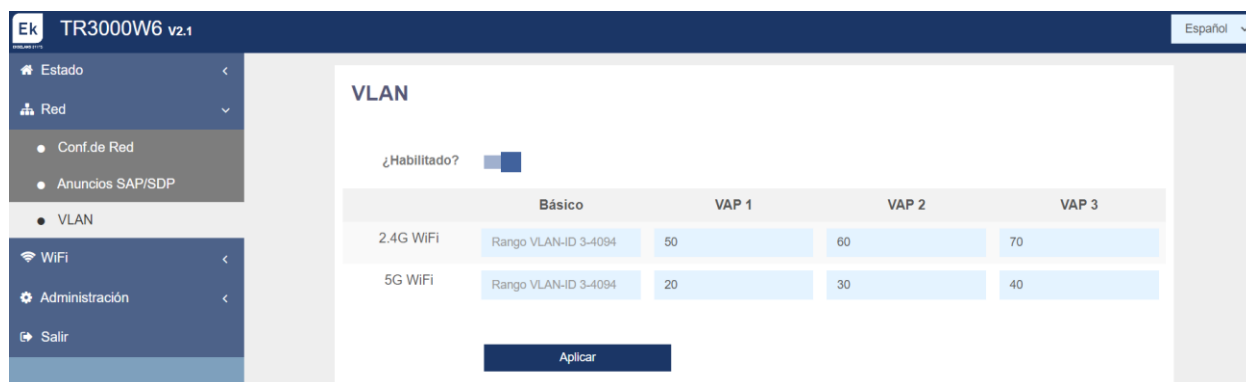 Ek
TR3000W6 V2.1
Español
Estado
Red
Conf.de Red
Anuncios SAP/SDP
VLAN
WiFi
Administración
Salir
VLAN
¿Habilitado?
Básico VAP 1 VAP 2 VAP 3
2.4G WiFi Rango VLAN-ID 3-4094 50 60 70
5G WiFi Rango VLAN-ID 3-4094 20 30 40
Aplicar